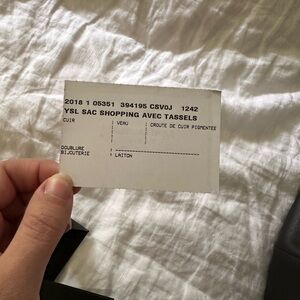 2018 1 05351 394195 CSV0J 1242
YSL SAC SHOPPING AVEC TASSELS
CUIR : VEAU : CROUTE DE CUIR PIGMENTEE
DOUBLURE :
BIJOUTERIE : LAITON